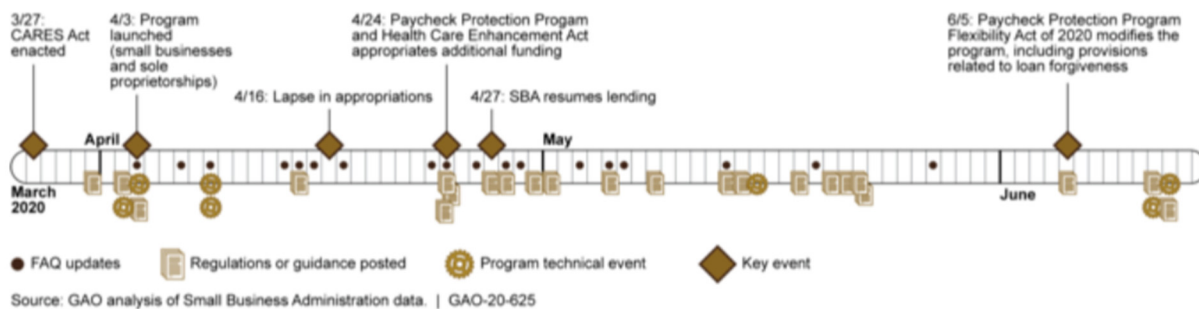 3/27:
CARES Act
enacted
4/3: Program
launched
(small businesses
and sole
proprietorships)
4/16: Lapse in appropriations
4/24: Paycheck Protection Progam
and Health Care Enhancement Act
appropriates additional funding
4/27: SBA resumes lending
6/5: Paycheck Protection Program
Flexibility Act of 2020 modifies the
program, including provisions
related to loan forgiveness
April
May
March
2020
June
FAQ updates
Regulations or guidance posted
Program technical event
Key event
Source: GAO analysis of Small Business Administration data. | GAO-20-625